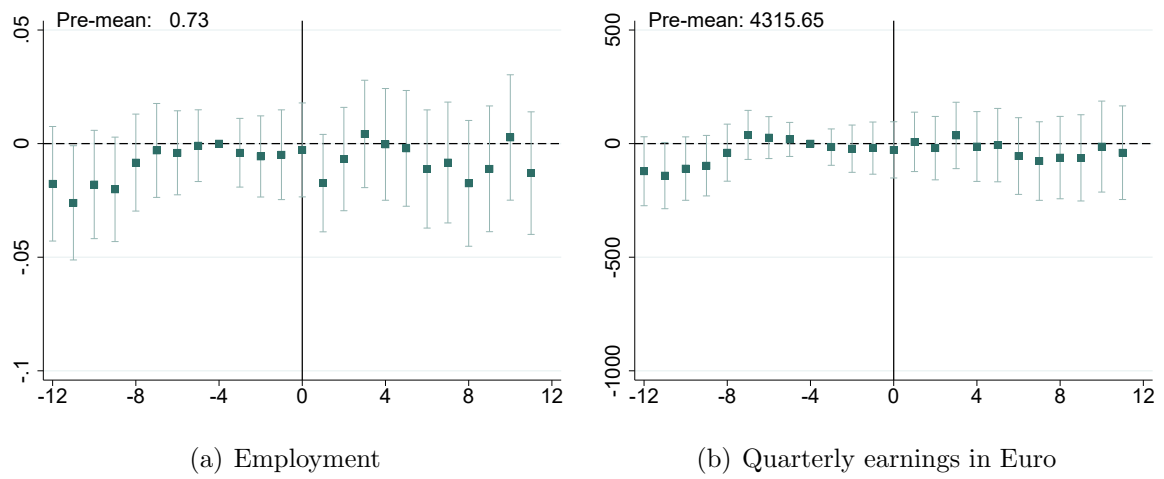 Pre-mean: 0.73
.05
0
-.05
-.1
-12 -8 -4 0 4 8 12
(a) Employment
Pre-mean: 4315.65
500
0
-500
-1000
-12 -8 -4 0 4 8 12
(b) Quarterly earnings in Euro